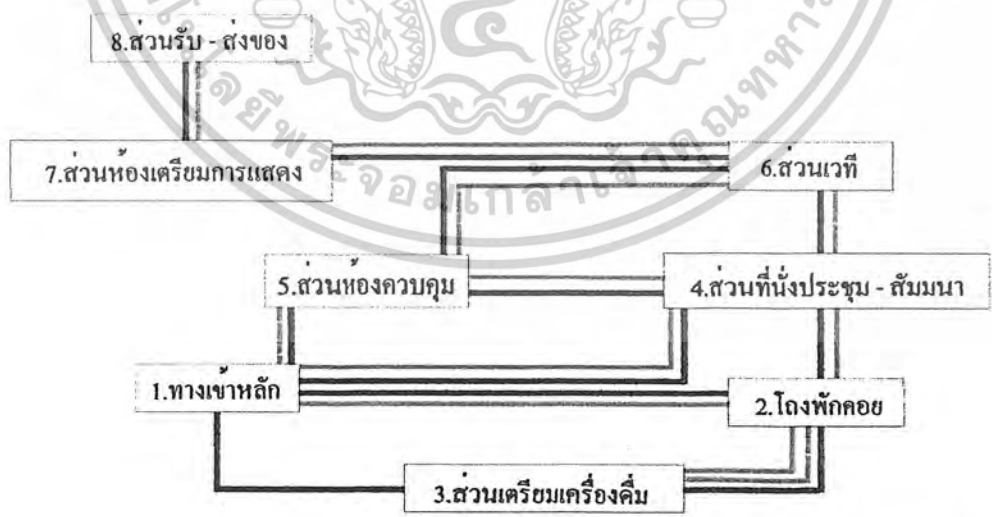 8.ส่วนรับ - ส่งของ
7.ส่วนห้องเตรียมการแสดง
6.ส่วนเวที
5.ส่วนห้องควบคุม
4.ส่วนที่นั่งประชุม - สัมมนา
1.ทางเข้าหลัก
2.โถงพักคอย
3.ส่วนเตรียมเครื่องดื่ม